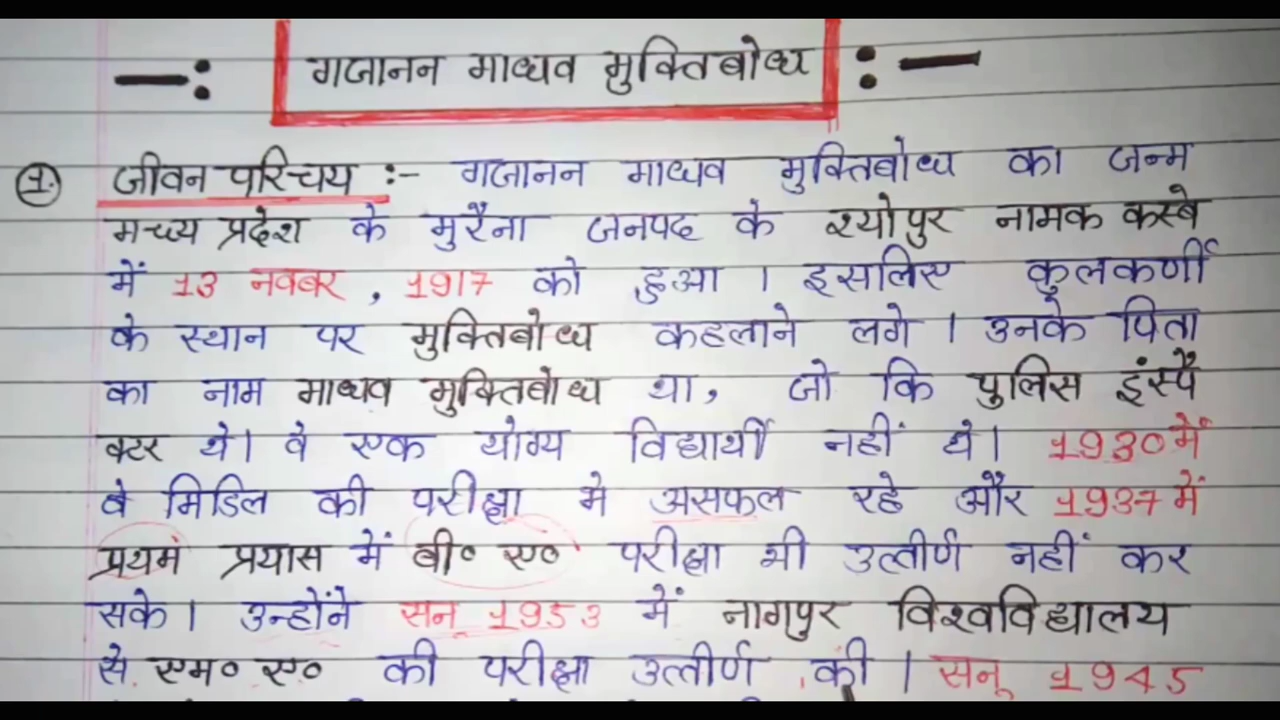 —: गजानन माधव मुक्तिबोध :—
1. जीवन परिचय :- गजानन माधव मुक्तिबोध का जन्म
मध्य प्रदेश के मुरैना जनपद के श्योपुर नामक कस्बे
में 13 नवंबर, 1917 को हुआ । इसलिए कुलकर्णी
के स्थान पर मुक्तिबोध कहलाने लगे । उनके पिता
का नाम माधव मुक्तिबोध था, जो कि पुलिस इंस्पै
क्टर थे। वे एक योग्य विद्यार्थी नहीं थे। 1930 में
वे मिडिल की परीक्षा मे असफल रहे और 1937 में
प्रथम प्रयास में बी० ए० परीक्षा भी उत्तीर्ण नहीं कर
सके । उन्होंने सन् 1953 में नागपुर विश्वविद्यालय
से एम० ए० की परीक्षा उत्तीर्ण की । सन् 1945